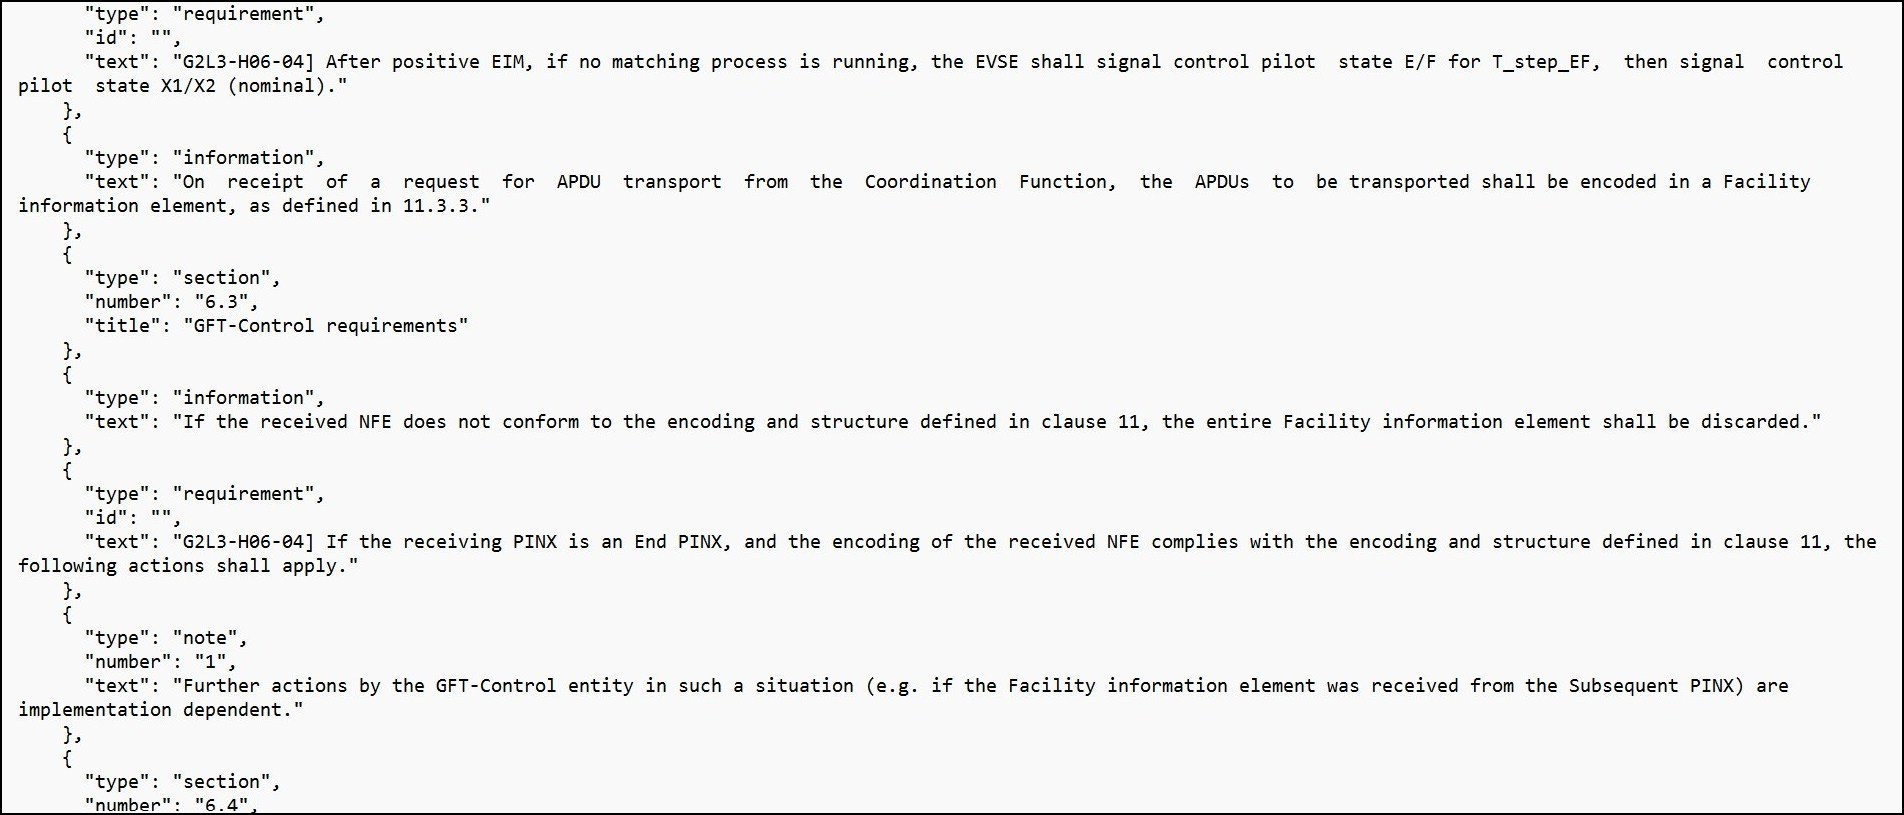 "type": "requirement",
"id": "",
"text": "G2L3-H06-04] After positive EIM, if no matching process is running, the EVSE shall signal control pilot  state E/F for T_step_EF,  then signal  control
pilot  state X1/X2 (nominal)."
},
{
"type": "information",
"text": "On  receipt  of  a  request  for  APDU  transport  from  the  Coordination  Function,  the  APDUs  to  be transported shall be encoded in a Facility
information element, as defined in 11.3.3."
},
{
"type": "section",
"number": "6.3",
"title": "GFT-Control requirements"
},
{
"type": "information",
"text": "If the received NFE does not conform to the encoding and structure defined in clause 11, the entire Facility information element shall be discarded."
},
{
"type": "requirement",
"id": "",
"text": "G2L3-H06-04] If the receiving PINX is an End PINX, and the encoding of the received NFE complies with the encoding and structure defined in clause 11, the
following actions shall apply."
},
{
"type": "note",
"number": "1",
"text": "Further actions by the GFT-Control entity in such a situation (e.g. if the Facility information element was received from the Subsequent PINX) are
implementation dependent."
},
{
"type": "section",
"number": "6.4",